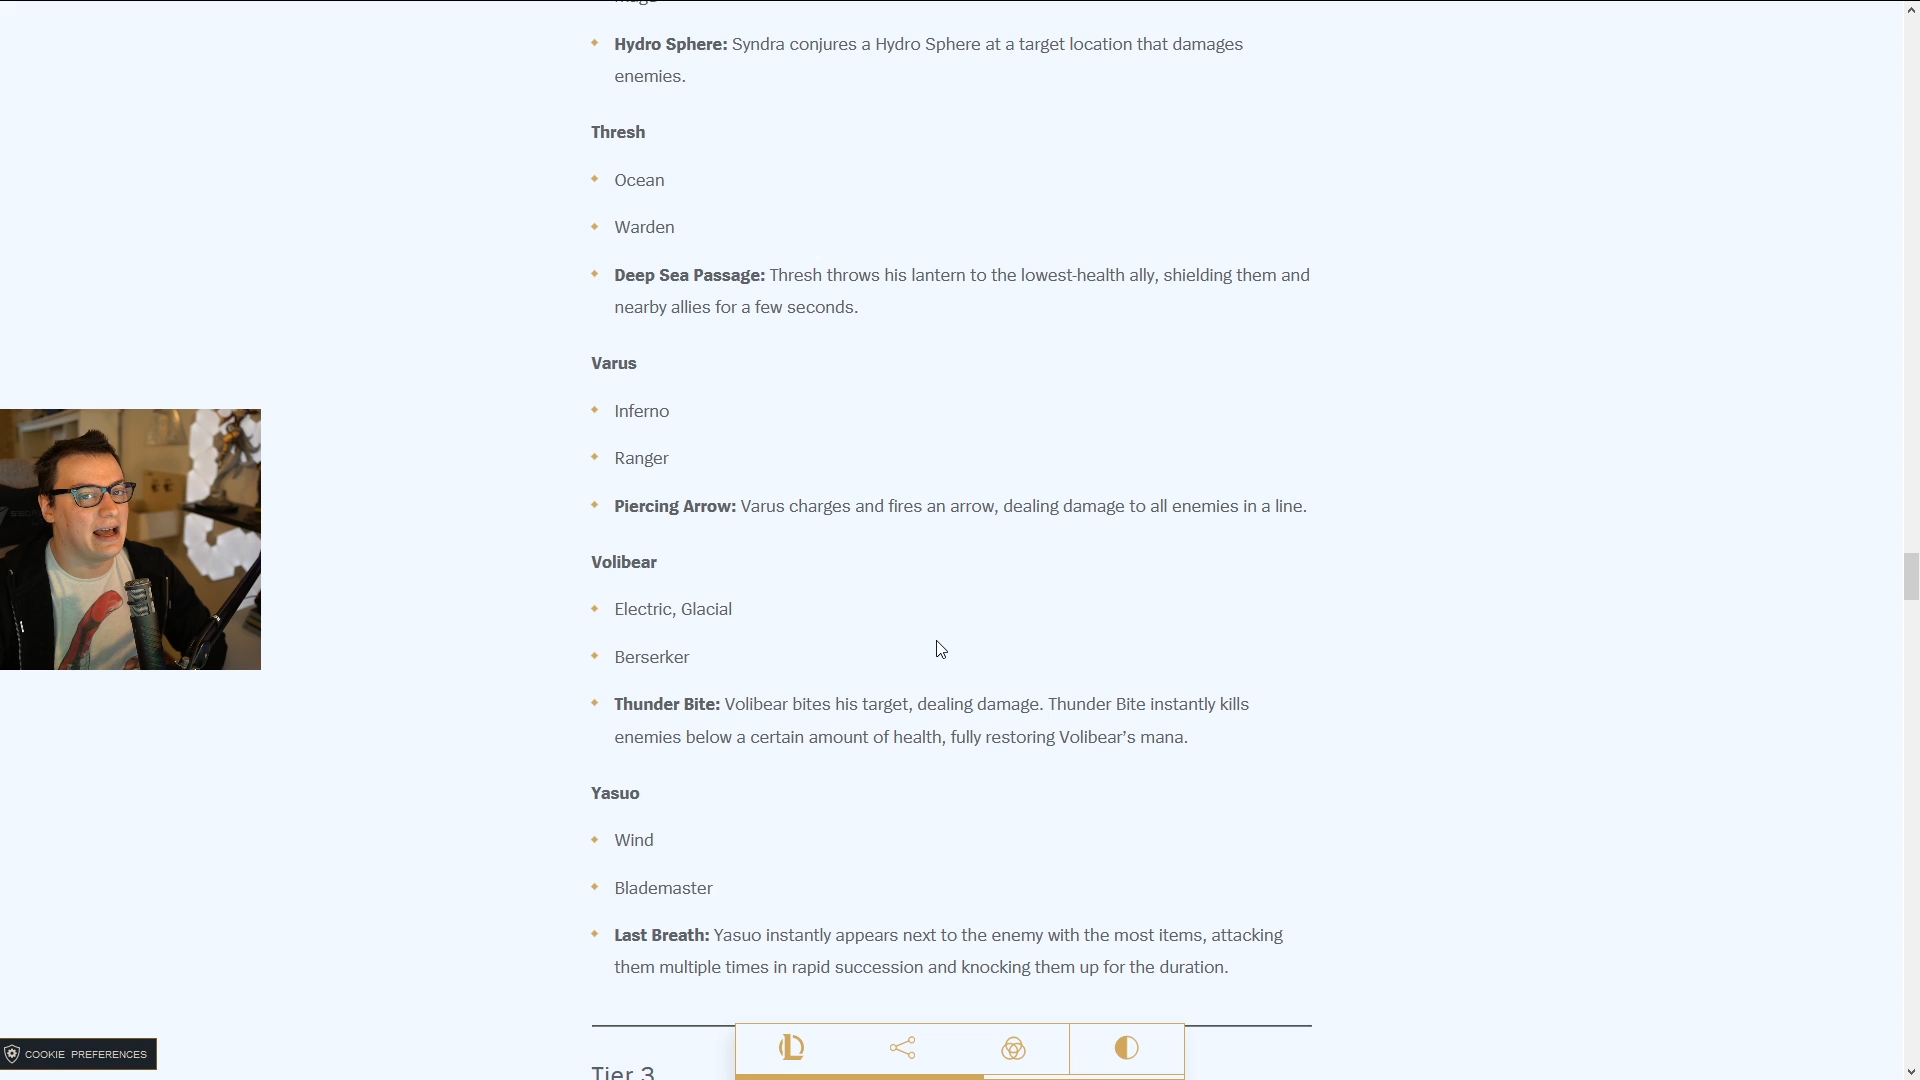 Hydro Sphere: Syndra conjures a Hydro Sphere at a target location that damages
enemies.
Thresh
Ocean
Warden
Deep Sea Passage: Thresh throws his lantern to the lowest-health ally, shielding them and
nearby allies for a few seconds.
Varus
Inferno
Ranger
Piercing Arrow: Varus charges and fires an arrow, dealing damage to all enemies in a line.
Volibear
Electric, Glacial
Berserker
Thunder Bite: Volibear bites his target, dealing damage. Thunder Bite instantly kills
enemies below a certain amount of health, fully restoring Volibear’s mana.
Yasuo
Wind
Blademaster
Last Breath: Yasuo instantly appears next to the enemy with the most items, attacking
them multiple times in rapid succession and knocking them up for the duration.
COOKIE PREFERENCES
Tier 3